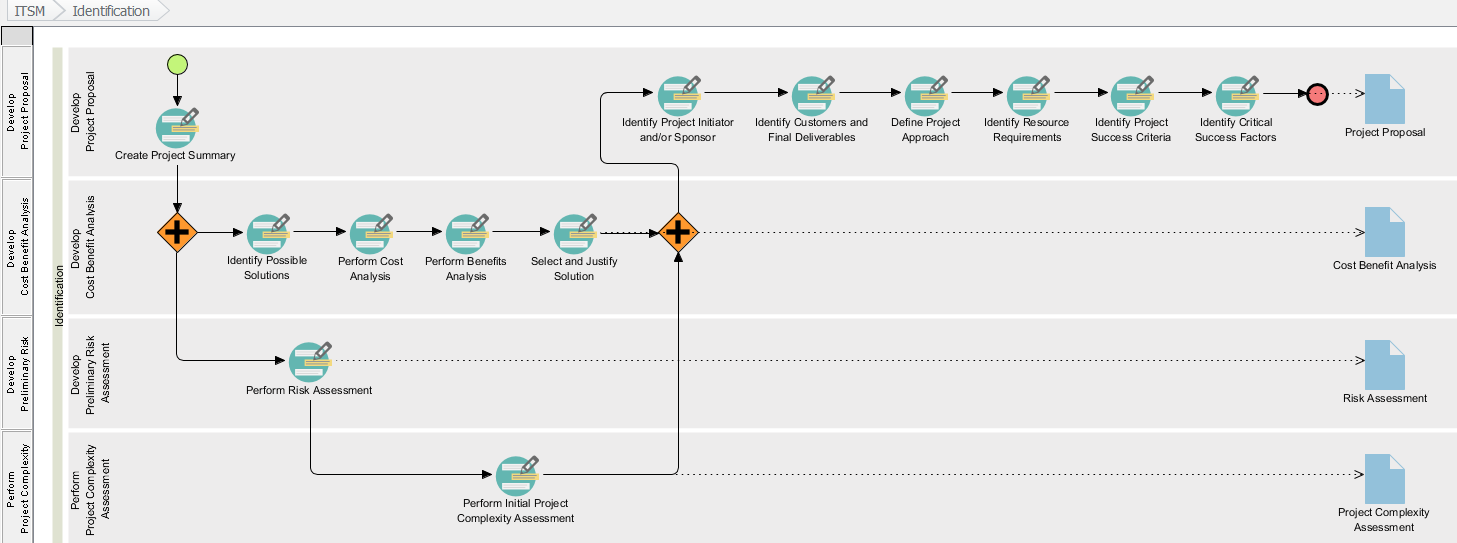 ITSM
Identification
Develop
Project Proposal
Develop
Cost Benefit Analysis
Develop
Preliminary Risk
Perform
Project Complexity
Identification
Develop
Project Proposal
Create Project Summary
Identify Project Initiator
and/or Sponsor
Identify Customers and
Final Deliverables
Define Project
Approach
Identify Resource
Requirements
Identify Project
Success Criteria
Identify Critical
Success Factors
Project Proposal
Develop
Cost Benefit Analysis
Identify Possible
Solutions
Perform Cost
Analysis
Perform Benefits
Analysis
Select and Justify
Solution
Cost Benefit Analysis
Develop
Preliminary Risk
Assessment
Perform Risk Assessment
Risk Assessment
Perform
Project Complexity
Assessment
Perform Initial Project
Complexity Assessment
Project Complexity
Assessment